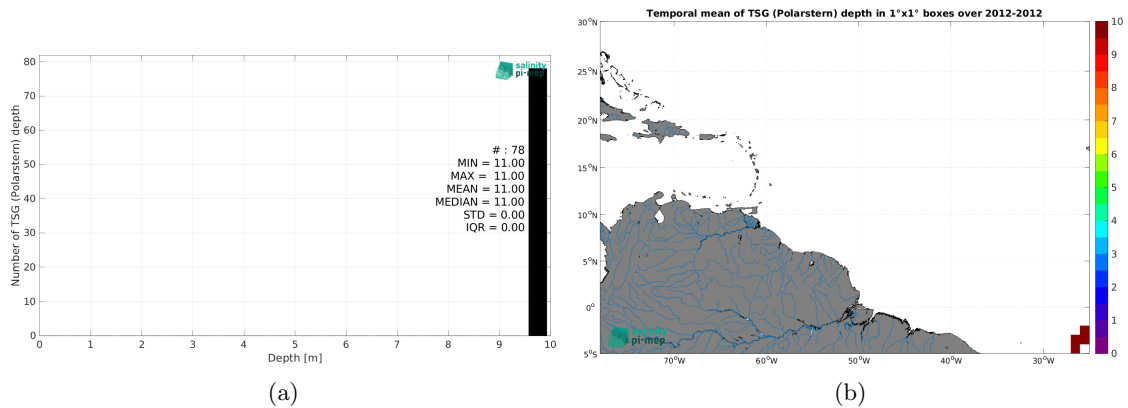 salinity
pi-mep
# : 78
MIN = 11.00
MAX = 11.00
MEAN = 11.00
MEDIAN = 11.00
STD = 0.00
IQR = 0.00
Number of TSG (Polarstern) depth
80
70
60
50
40
30
20
10
0
0 1 2 3 4 5 6 7 8 9 10
Depth [m]
(a)
Temporal mean of TSG (Polarstern) depth in 1°x1° boxes over 2012-2012
30°N
25°N
20°N
15°N
10°N
5°N
0°
5°S
70°W 60°W 50°W 40°W 30°W
salinity
pi-mep
10
9
8
7
6
5
4
3
2
1
0
(b)